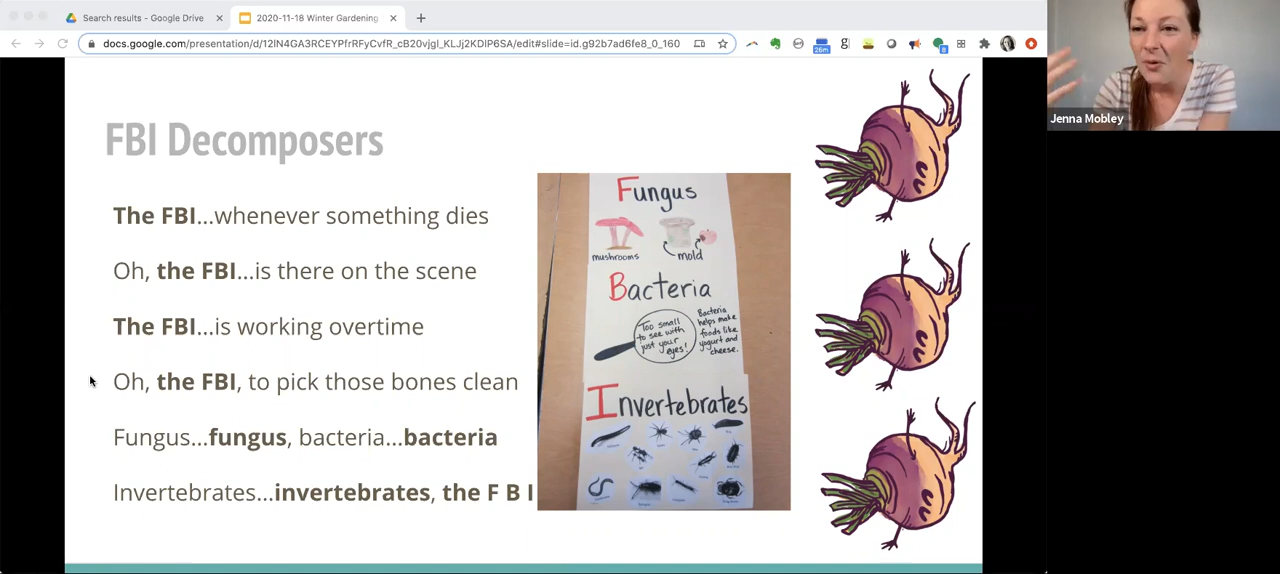 Search results - Google Drive
2020-11-18 Winter Gardening
docs.google.com/presentation/d/12IN4GA3RCEYPfrRFyCvfR_cB20vjgl_KLJj2KDlP6SA/edit#slide=id.g92b7ad6fe8_0_160
26m
8
Jenna Mobley
FBI Decomposers
The FBI...whenever something dies
Oh, the FBI...is there on the scene
The FBI...is working overtime
Oh, the FBI, to pick those bones clean
Fungus...fungus, bacteria...bacteria
Invertebrates...invertebrates, the F B I
Fungus
mushrooms
mold
Bacteria
Too small
to see with
just your
eyes!
Bacteria
helps make
foods like
yogurt and
cheese.
Invertebrates